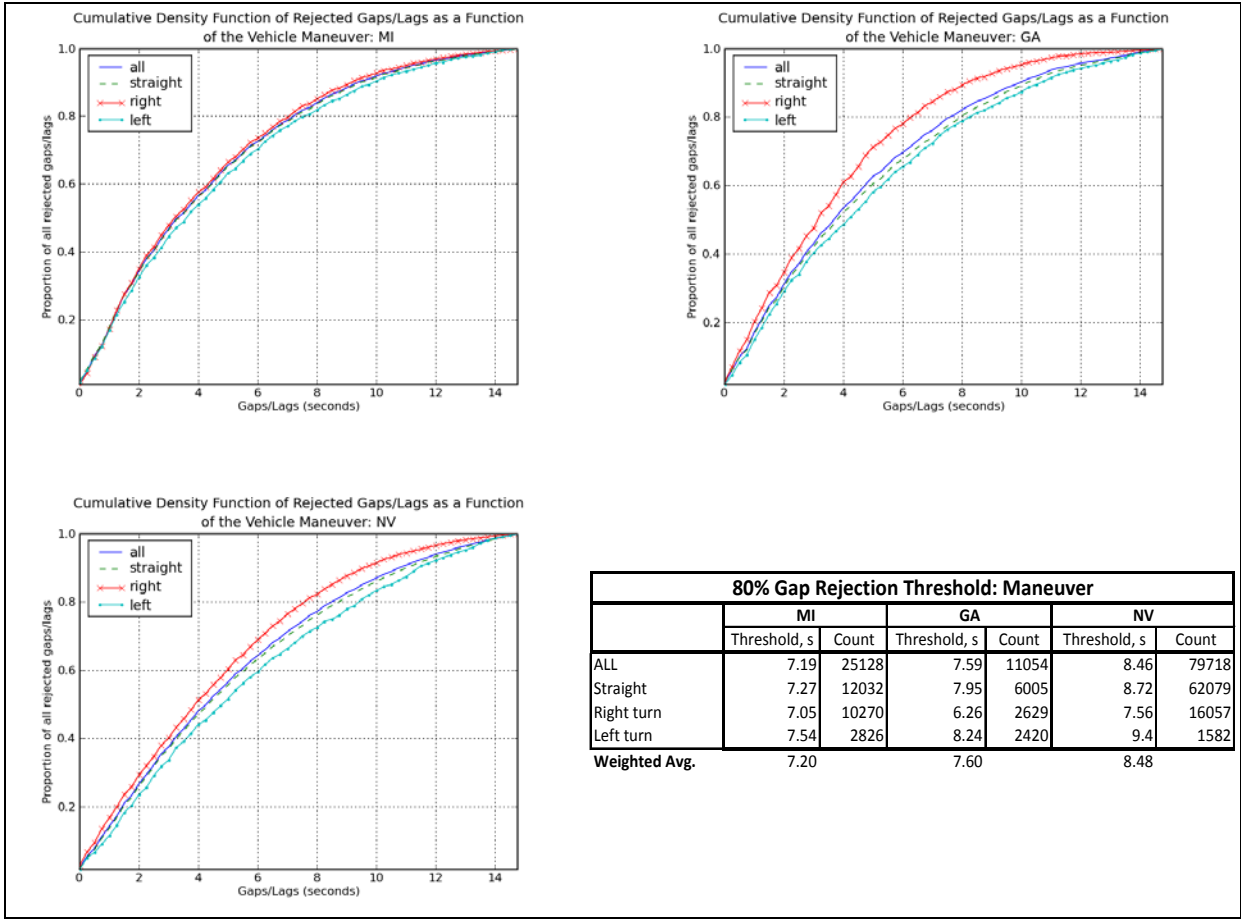 Cumulative Density Function of Rejected Gaps/Lags as a Function
of the Vehicle Maneuver: MI
1.0
0.8
0.6
0.4
0.2
Proportion of all rejected gaps/lags
all
straight
right
left
0 2 4 6 8 10 12 14
Gaps/Lags (seconds)
Cumulative Density Function of Rejected Gaps/Lags as a Function
of the Vehicle Maneuver: GA
1.0
0.8
0.6
0.4
0.2
Proportion of all rejected gaps/lags
all
straight
right
left
0 2 4 6 8 10 12 14
Gaps/Lags (seconds)
Cumulative Density Function of Rejected Gaps/Lags as a Function
of the Vehicle Maneuver: NV
1.0
0.8
0.6
0.4
0.2
Proportion of all rejected gaps/lags
all
straight
right
left
0 2 4 6 8 10 12 14
Gaps/Lags (seconds)
80% Gap Rejection Threshold: Maneuver
MI GA NV
Threshold, s Count Threshold, s Count Threshold, s Count
ALL 7.19 25128 7.59 11054 8.46 79718
Straight 7.27 12032 7.95 6005 8.72 62079
Right turn 7.05 10270 6.26 2629 7.56 16057
Left turn 7.54 2826 8.24 2420 9.4 1582
Weighted Avg. 7.20 7.60 8.48